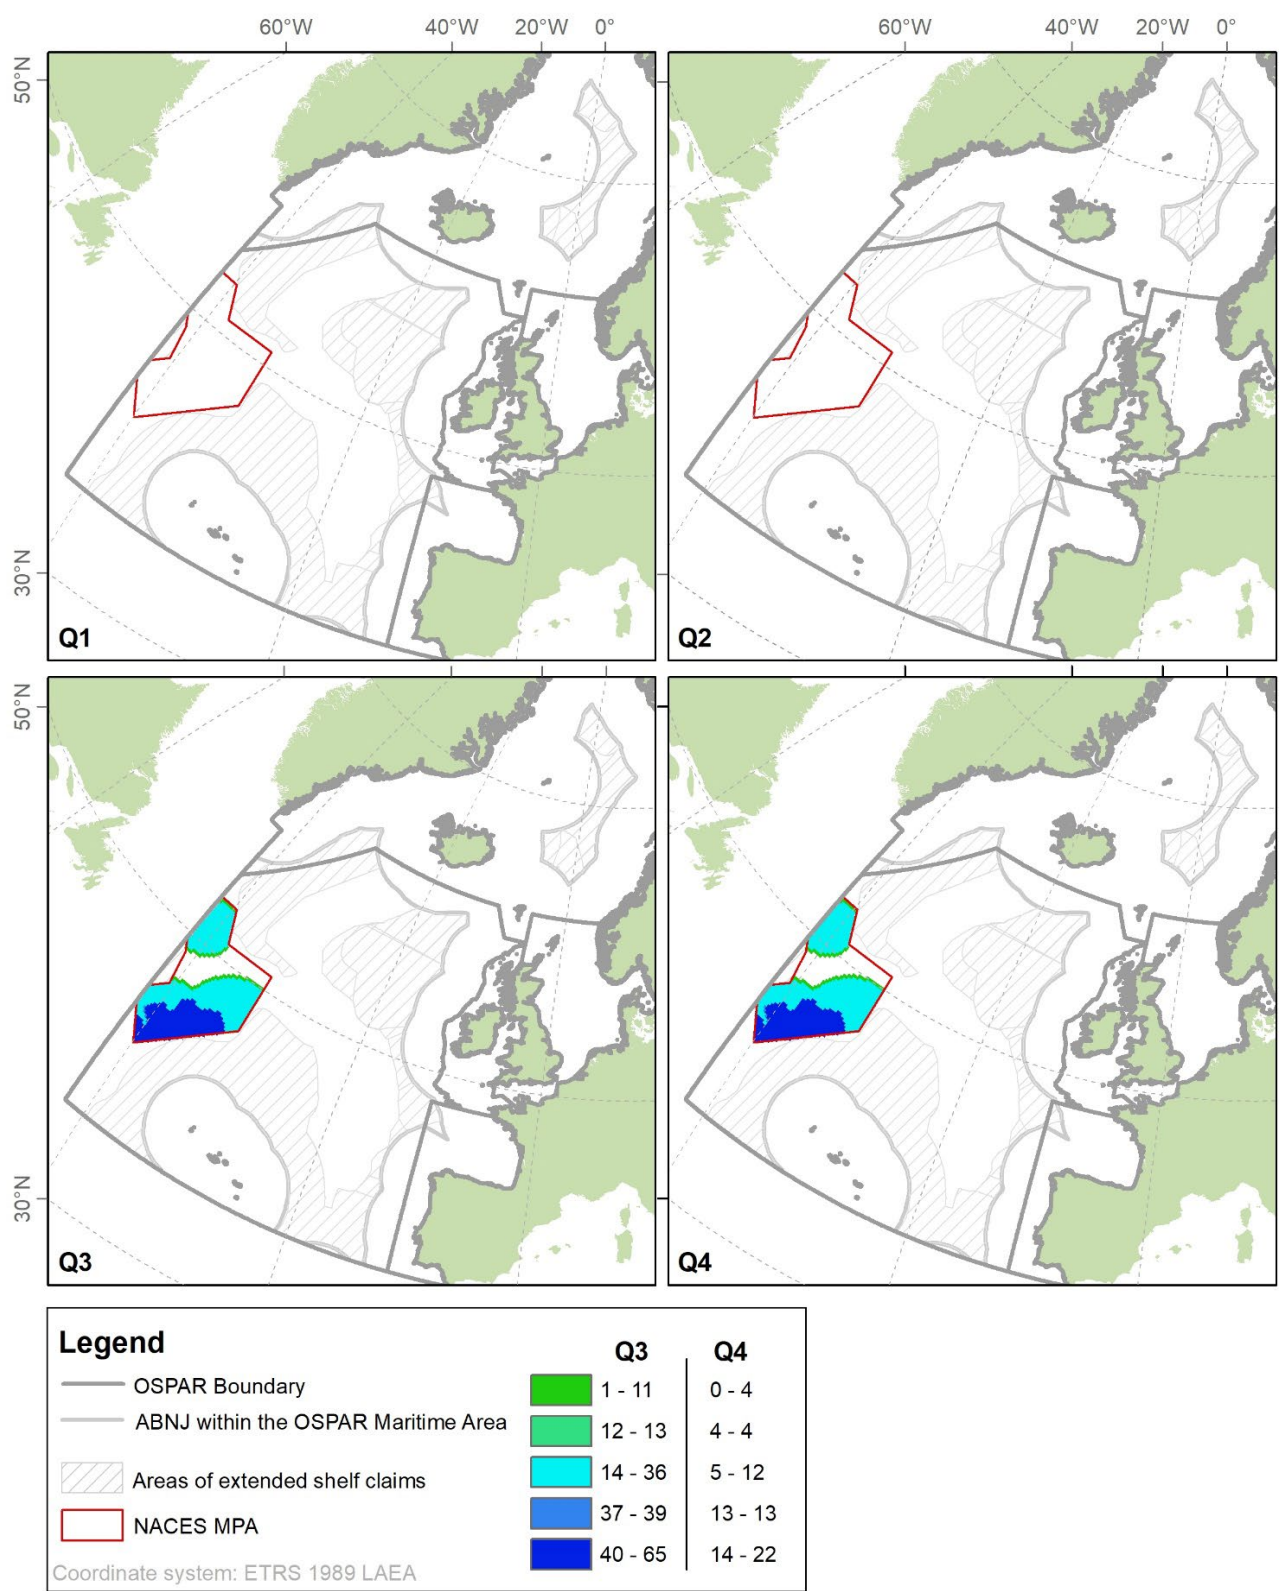 60°W 40°W 20°W 0° 60°W 40°W 20°W 0°
50°N
30°N
Q1 Q2
50°N
30°N
Q3 Q4
Legend
Q3 Q4
OSPAR Boundary
ABNJ within the OSPAR Maritime Area
Areas of extended shelf claims
NACES MPA
Coordinate system: ETRS 1989 LAEA
1 - 11 0 - 4
12 - 13 4 - 4
14 - 36 5 - 12
37 - 39 13 - 13
40 - 65 14 - 22